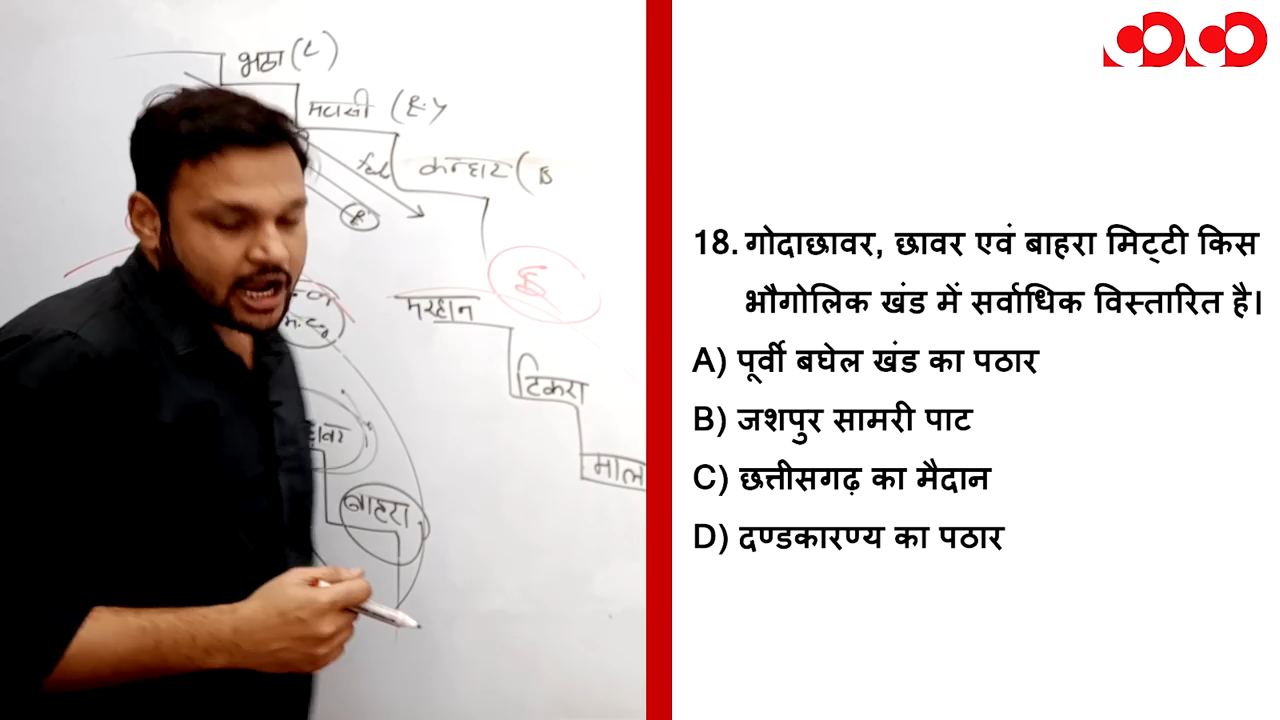 भठा (L)
मटासी (
कन्हार ( B
मरहान
टिकरा
माल
बाहरा
18. गोदाछावर, छावर एवं बाहरा मिट्टी किस
भौगोलिक खंड में सर्वाधिक विस्तारित है।
A) पूर्वी बघेल खंड का पठार
B) जशपुर सामरी पाट
C) छत्तीसगढ़ का मैदान
D) दण्डकारण्य का पठार